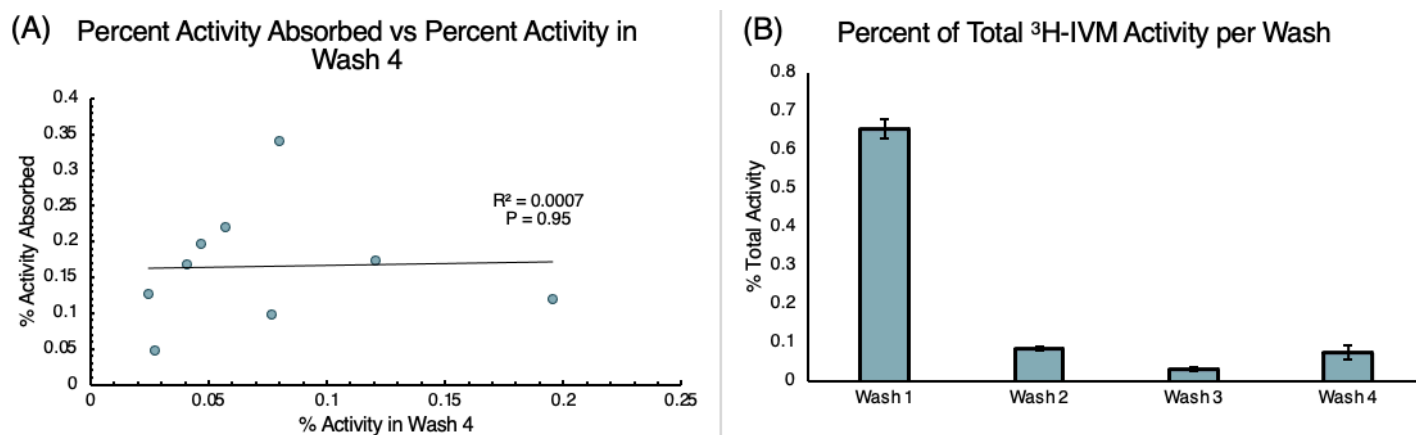 (A) Percent Activity Absorbed vs Percent Activity in
Wash 4
% Activity Absorbed
0.4
0.35
0.3
0.25
0.2
0.15
0.1
0.05
0
R² = 0.0007
P = 0.95
0 0.05 0.1 0.15 0.2 0.25
% Activity in Wash 4
(B) Percent of Total ³H-IVM Activity per Wash
% Total Activity
0.8
0.7
0.6
0.5
0.4
0.3
0.2
0.1
0
Wash 1 Wash 2 Wash 3 Wash 4